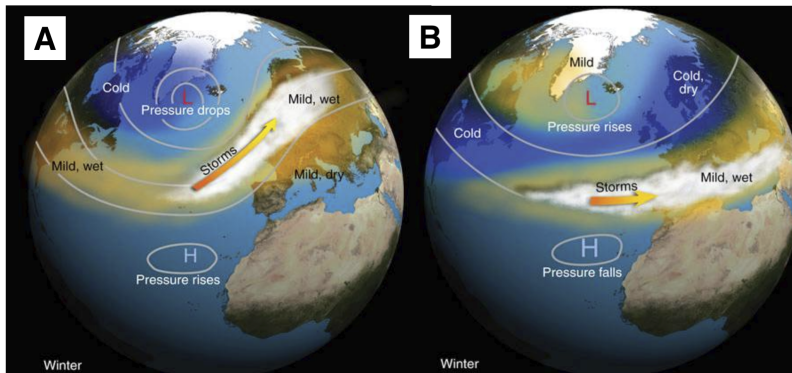 A
Cold
L
Pressure drops
Mild, wet
Mild, wet
Storms
Mild, dry
H
Pressure rises
Winter
B
Mild
Cold,
dry
L
Pressure rises
Cold
Storms
Mild, wet
H
Pressure falls
Winter